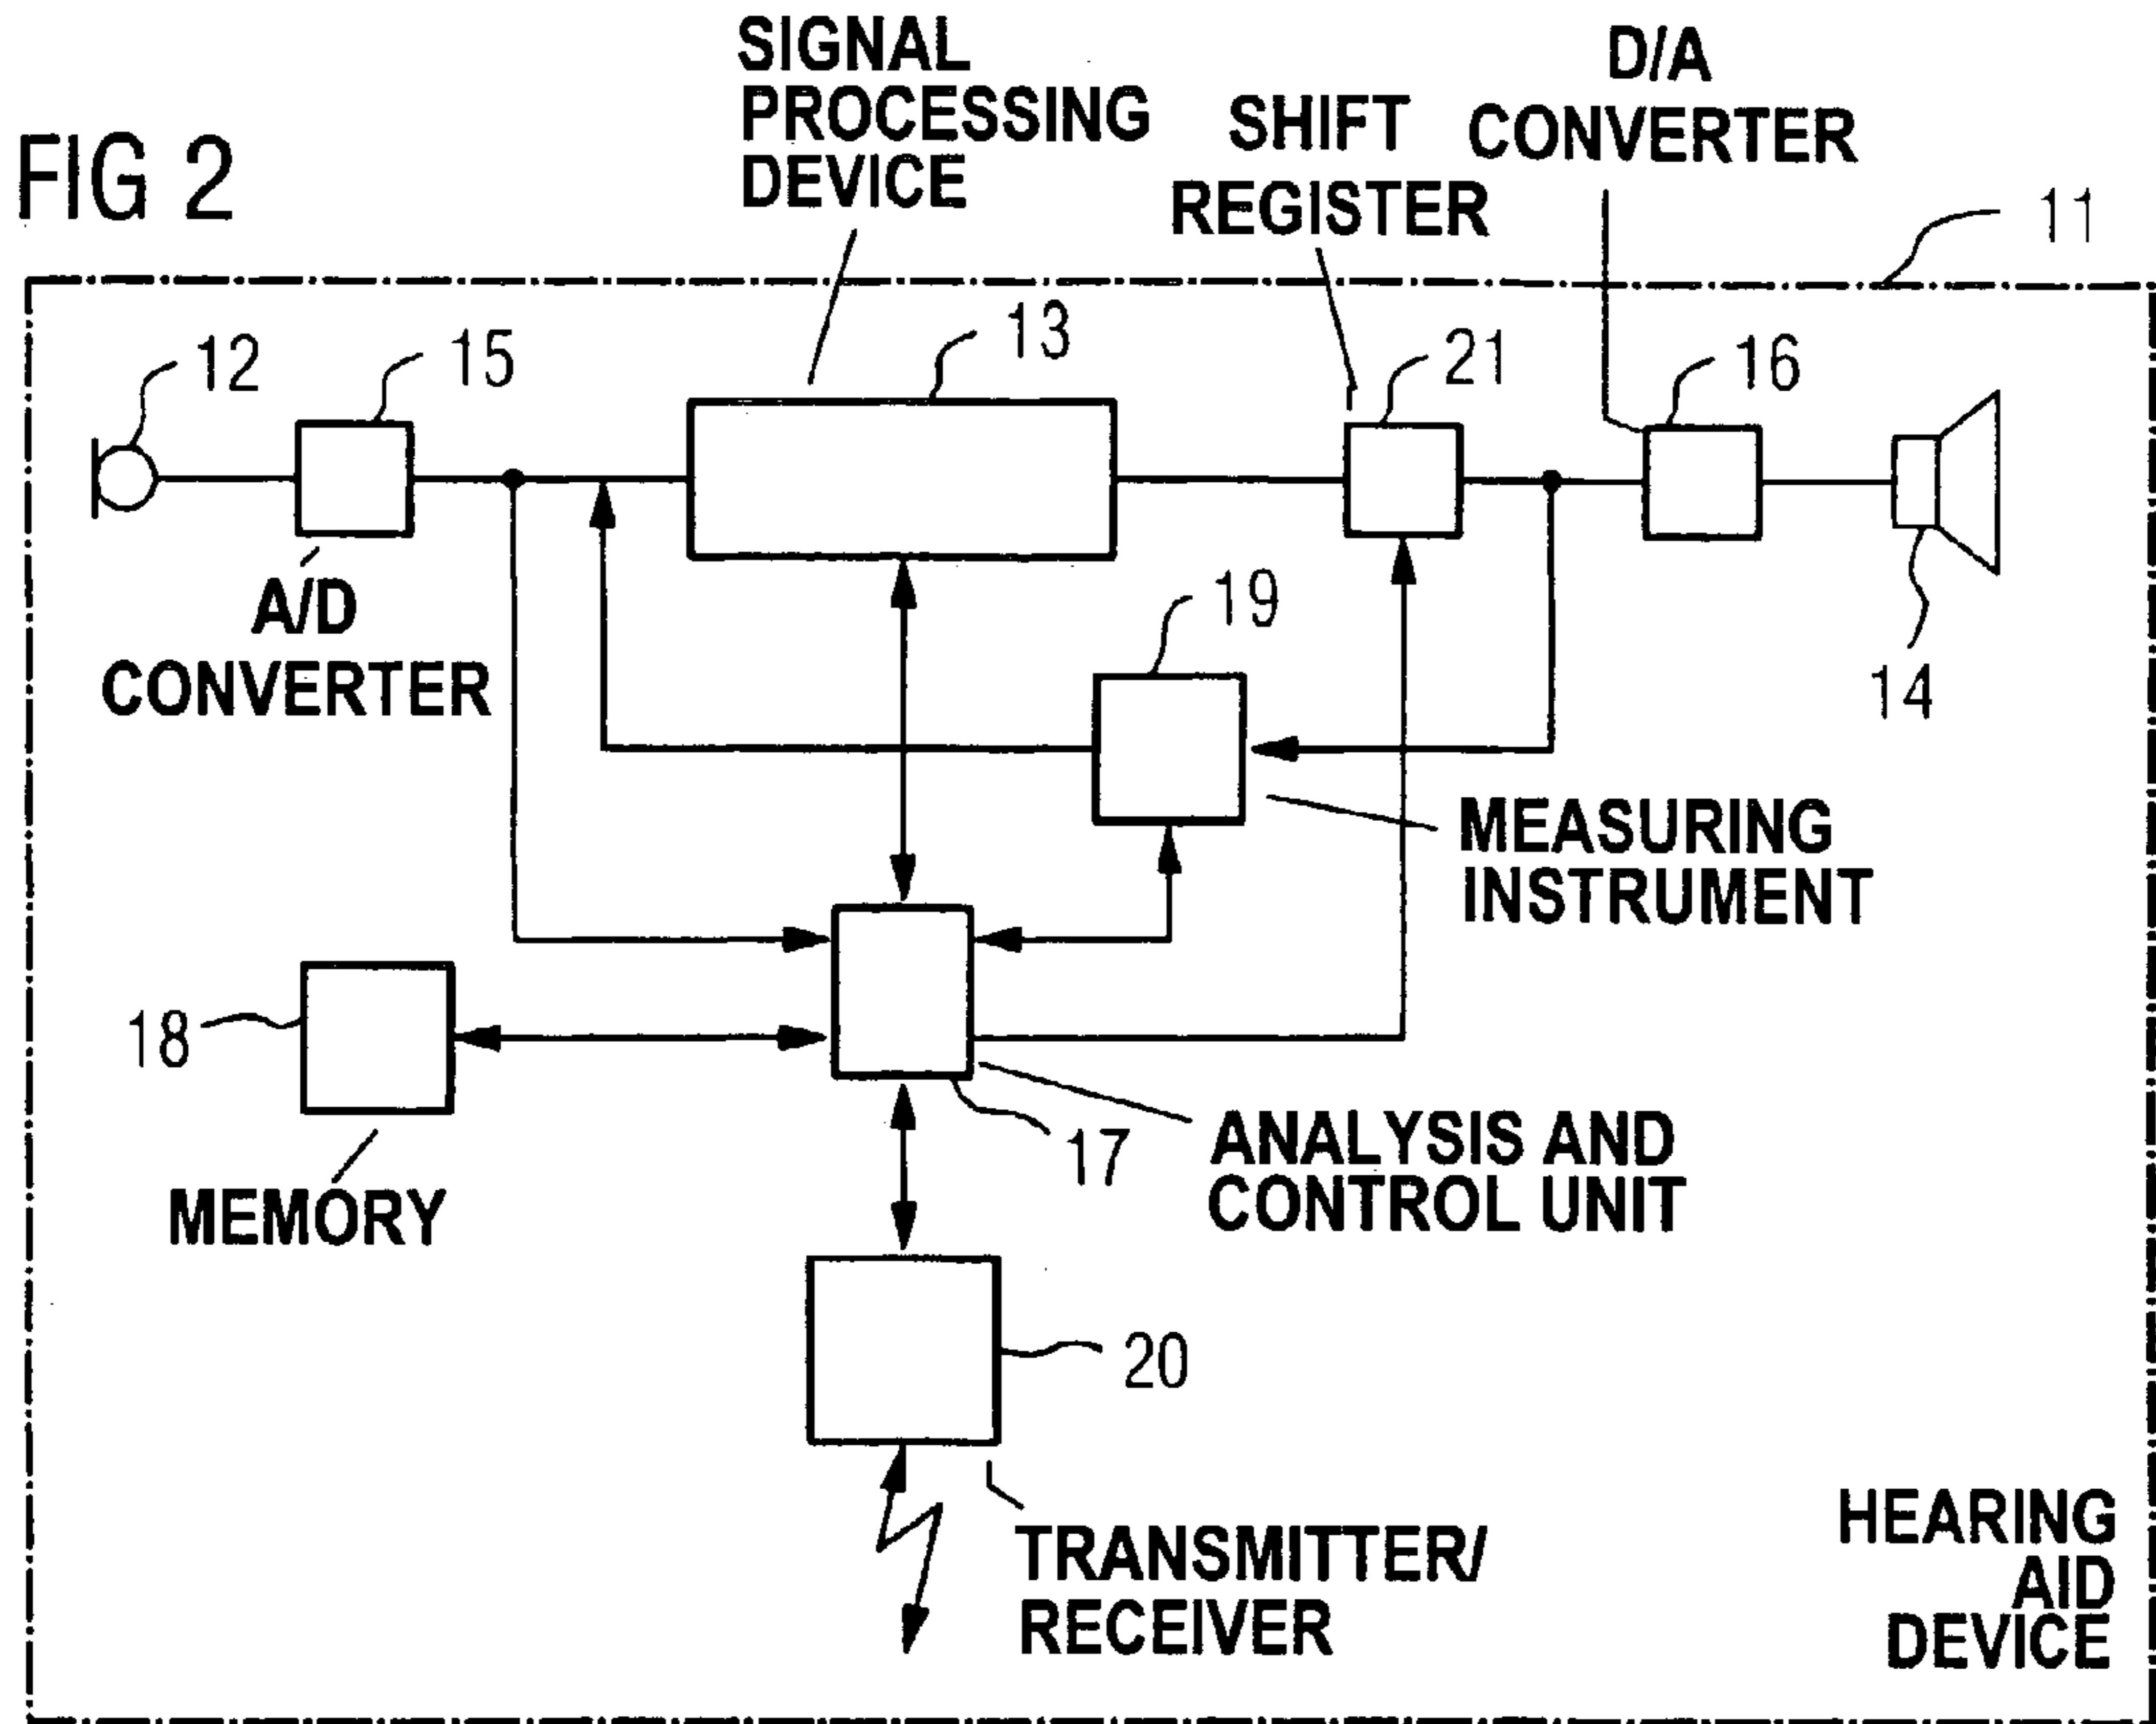 FIG 2
SIGNAL
PROCESSING
DEVICE
SHIFT
REGISTER
D/A
CONVERTER
11
12
15
13
21
16
A/D
CONVERTER
19
14
MEASURING
INSTRUMENT
18
MEMORY
17
ANALYSIS AND
CONTROL UNIT
20
TRANSMITTER/
RECEIVER
HEARING
AID
DEVICE